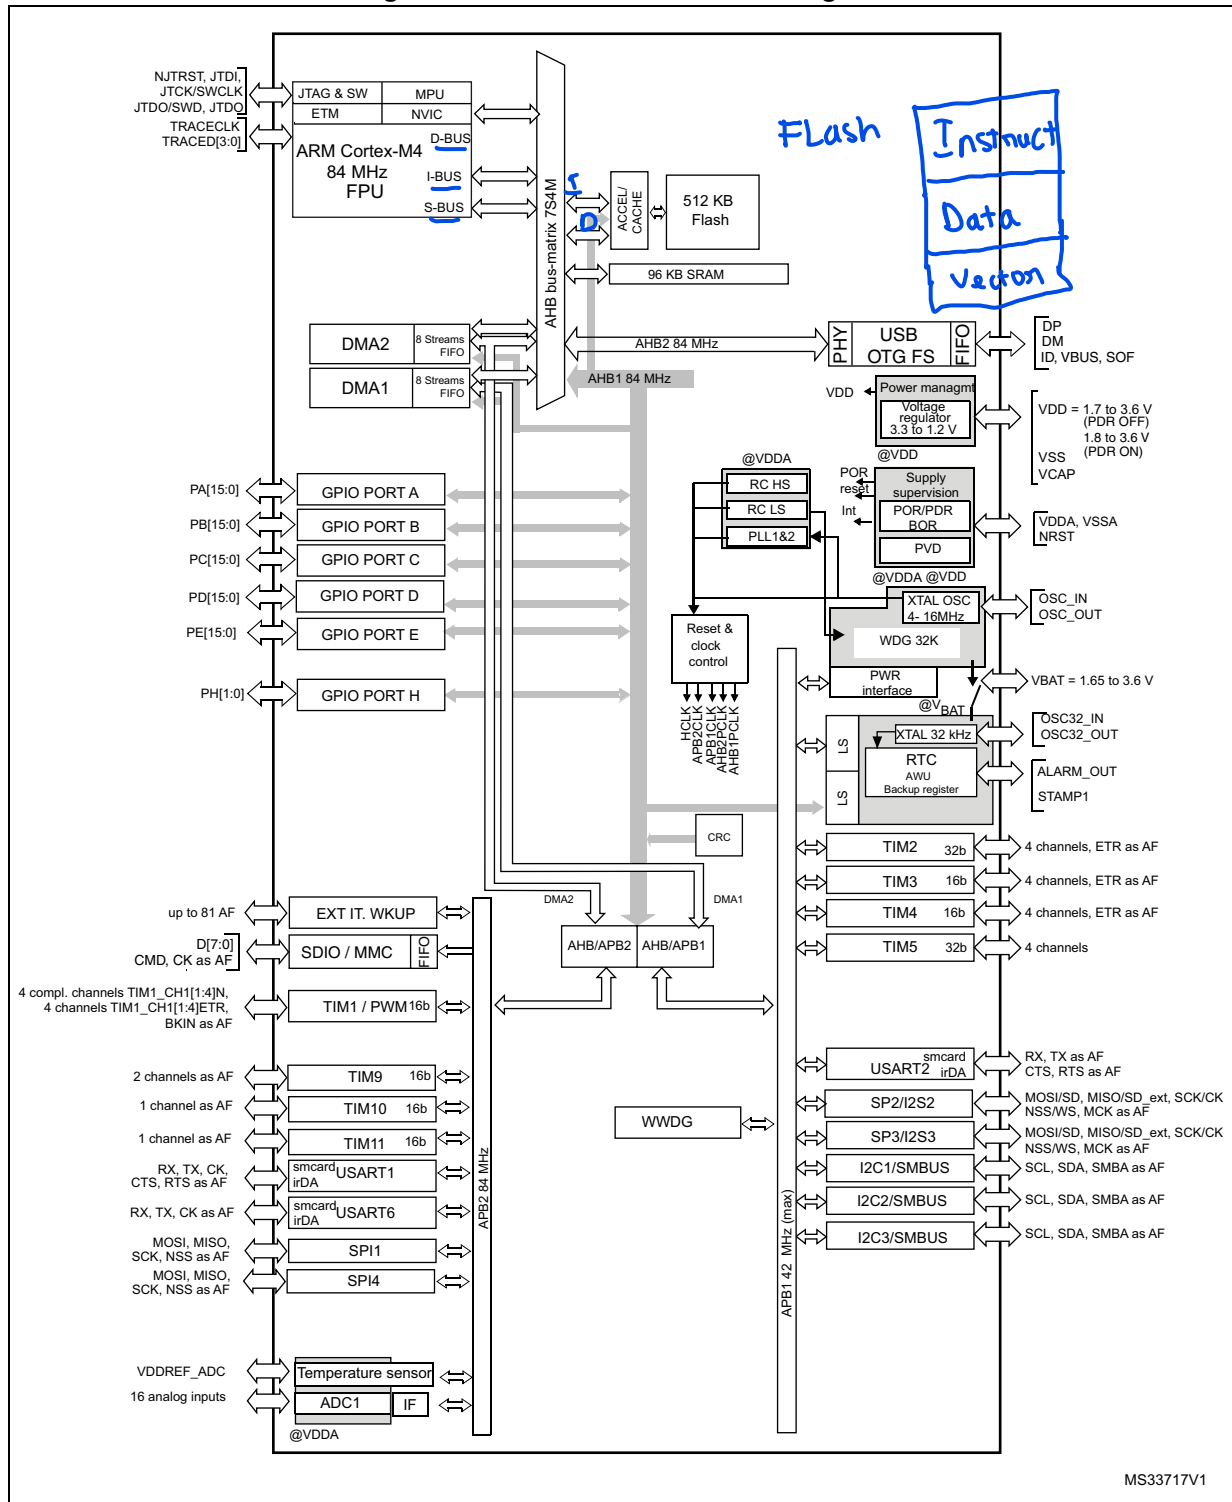 NJTRST, JTDI,
JTCK/SWCLK
JTDO/SWD, JTDO
TRACECLK
TRACED[3:0]
JTAG & SW
MPU
ETM
NVIC
ARM Cortex-M4
84 MHz
FPU
D-BUS
I-BUS
S-BUS
AHB bus-matrix 7S4M
I
D
ACCEL/
CACHE
512 KB
Flash
FLash
Instruct
Data
Vector
96 KB SRAM
DMA2
8 Streams
FIFO
DMA1
8 Streams
FIFO
AHB2 84 MHz
AHB1 84 MHz
PHY
USB
OTG FS
FIFO
DP
DM
ID, VBUS, SOF
VDD
Power managmt
Voltage
regulator
3.3 to 1.2 V
@VDD
VDD = 1.7 to 3.6 V
(PDR OFF)
1.8 to 3.6 V
(PDR ON)
VSS
VCAP
@VDDA
RC HS
RC LS
PLL1&2
POR
reset
Int
Supply
supervision
POR/PDR
BOR
PVD
VDDA, VSSA
NRST
@VDDA @VDD
XTAL OSC
4- 16MHz
WDG 32K
OSC_IN
OSC_OUT
PWR
interface
VBAT = 1.65 to 3.6 V
@VBAT
Reset &
clock
control
HCLK
APB2CLK
APB1CLK
AHB2PCLK
AHB1PCLK
LS
LS
XTAL 32 kHz
RTC
AWU
Backup register
OSC32_IN
OSC32_OUT
ALARM_OUT
STAMP1
PA[15:0]
GPIO PORT A
PB[15:0]
GPIO PORT B
PC[15:0]
GPIO PORT C
PD[15:0]
GPIO PORT D
PE[15:0]
GPIO PORT E
PH[1:0]
GPIO PORT H
CRC
DMA2
DMA1
AHB/APB2
AHB/APB1
TIM2
32b
4 channels, ETR as AF
TIM3
16b
4 channels, ETR as AF
TIM4
16b
4 channels, ETR as AF
TIM5
32b
4 channels
up to 81 AF
EXT IT. WKUP
D[7:0]
CMD, CK as AF
SDIO / MMC
FIFO
4 compl. channels TIM1_CH1[1:4]N,
4 channels TIM1_CH1[1:4]ETR,
BKIN as AF
TIM1 / PWM
16b
2 channels as AF
TIM9
16b
1 channel as AF
TIM10
16b
1 channel as AF
TIM11
16b
RX, TX, CK,
CTS, RTS as AF
smcard
irDA
USART1
RX, TX, CK as AF
smcard
irDA
USART6
MOSI, MISO,
SCK, NSS as AF
SPI1
MOSI, MISO,
SCK, NSS as AF
SPI4
APB2 84 MHz
VDDREF_ADC
Temperature sensor
16 analog inputs
ADC1
IF
@VDDA
WWDG
APB1 42 MHz (max)
USART2
smcard
irDA
RX, TX as AF
CTS, RTS as AF
SP2/I2S2
MOSI/SD, MISO/SD_ext, SCK/CK
NSS/WS, MCK as AF
SP3/I2S3
MOSI/SD, MISO/SD_ext, SCK/CK
NSS/WS, MCK as AF
I2C1/SMBUS
SCL, SDA, SMBA as AF
I2C2/SMBUS
SCL, SDA, SMBA as AF
I2C3/SMBUS
SCL, SDA, SMBA as AF
MS33717V1